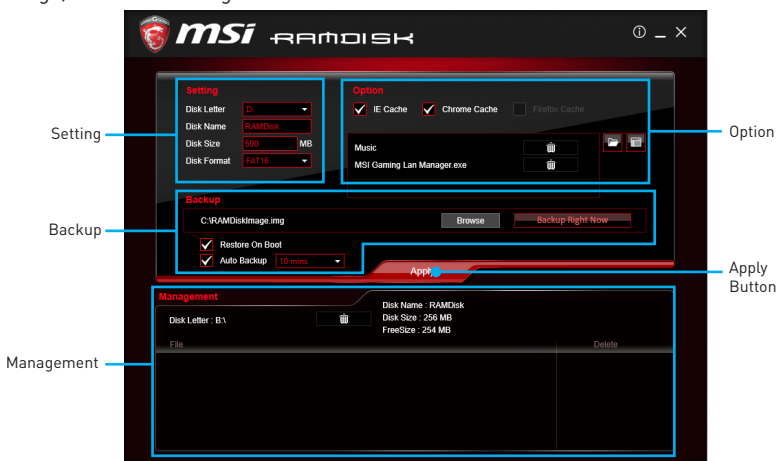 msi RAMDISK
Setting
Disk Letter D:
Disk Name RAMDisk
Disk Size 500 MB
Disk Format FAT16
Option
IE Cache Chrome Cache Firefox Cache
Music
MSI Gaming Lan Manager.exe
Setting
Option
Backup
C:\RAMDiskImage.img Browse Backup Right Now
Restore On Boot
Auto Backup 10 mins
Backup
Apply
Apply
Button
Management
Disk Letter : B:\
Disk Name : RAMDisk
Disk Size : 256 MB
FreeSize : 254 MB
File Delete
Management